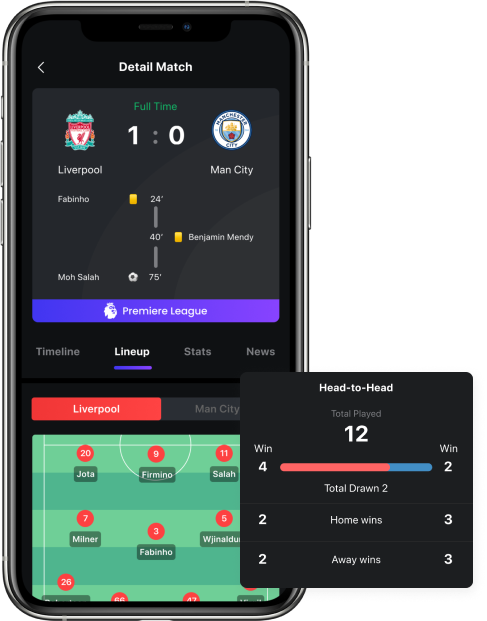 Detail Match
Full Time
1 : 0
Liverpool
Man City
Fabinho 24'
40' Benjamin Mendy
Moh Salah 75'
Premiere League
Timeline Lineup Stats News
Liverpool Man City
20 9 11
Jota Firmino Salah
7 3 5
Milner Fabinho Wjinaldu
26
66 47
Head-to-Head
Total Played
12
Win Win
4 2
Total Drawn 2
2 Home wins 3
2 Away wins 3